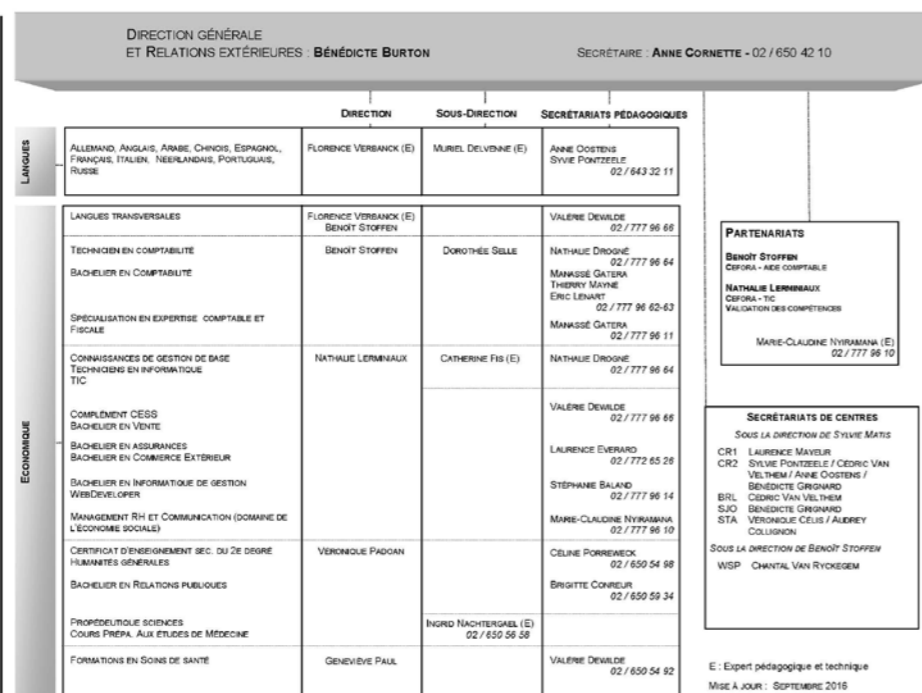 DIRECTION GÉNÉRALE
ET RELATIONS EXTÉRIEURES : BÉNÉDICTE BURTON
SECRÉTAIRE : ANNE CORNETTE - 02 / 650 42 10
DIRECTION
SOUS-DIRECTION
SECRÉTARIATS PÉDAGOGIQUES
LANGUES
ALLEMAND, ANGLAIS, ARABE, CHINOIS, ESPAGNOL,
FRANÇAIS, ITALIEN, NEERLANDAIS, PORTUGUAIS,
RUSSE
FLORENCE VERBANCK (E)
MURIEL DELVENNE (E)
ANNE OOSTENS
SYVIE PONTZEELE
02 / 643 32 11
ECONOMIQUE
LANGUES TRANSVERSALES
FLORENCE VERBANCK (E)
BENOÎT STOFFEN
VALÉRIE DEWILDE
02 / 777 96 66
TECHNICIEN EN COMPTABILITÉ
BENOÎT STOFFEN
DOROTHÉE SELLE
NATHALIE DROGNÉ
02 / 777 96 64
BACHELIER EN COMPTABILITÉ
MANASSÉ GATERA
THIERRY MAYNÉ
ERIC LENART
02 / 777 96 62-63
SPÉCIALISATION EN EXPERTISE COMPTABLE ET
FISCALE
MANASSÉ GATERA
02 / 777 96 11
CONNAISSANCES DE GESTION DE BASE
TECHNICIENS EN INFORMATIQUE
TIC
NATHALIE LERMINIAUX
CATHERINE FIS (E)
NATHALIE DROGNÉ
02 / 777 96 64
COMPLÉMENT CESS
BACHELIER EN VENTE
VALÉRIE DEWILDE
02 / 777 96 66
BACHELIER EN ASSURANCES
BACHELIER EN COMMERCE EXTÉRIEUR
LAURENCE EVERARD
02 / 772 65 26
BACHELIER EN INFORMATIQUE DE GESTION
WEBDEVELOPER
STÉPHANIE BALAND
02 / 777 96 14
MANAGEMENT RH ET COMMUNICATION (DOMAINE DE
L'ÉCONOMIE SOCIALE)
MARIE-CLAUDINE NYIRAMANA
02 / 777 96 10
CERTIFICAT D'ENSEIGNEMENT SEC. DU 2E DEGRÉ
HUMANITÉS GÉNÉRALES
VÉRONIQUE PADOAN
CÉLINE PORREWECK
02 / 650 54 98
BACHELIER EN RELATIONS PUBLIQUES
BRIGITTE CONREUR
02 / 650 59 34
PROPÉDEUTIQUE SCIENCES
COURS PRÉPA. AUX ÉTUDES DE MÉDECINE
INGRID NACHTERGAEL (E)
02 / 650 56 58
FORMATIONS EN SOINS DE SANTÉ
GENEVIÈVE PAUL
VALÉRIE DEWILDE
02 / 650 54 92
PARTENARIATS
BENOÎT STOFFEN
CEFORA - AIDE COMPTABLE
NATHALIE LERMINIAUX
CEFORA - TIC
VALIDATION DES COMPÉTENCES
MARIE-CLAUDINE NYIRAMANA (E)
02 / 777 96 10
SECRÉTARIATS DE CENTRES
SOUS LA DIRECTION DE SYLVIE MATIS
CR1 LAURENCE MAYEUR
CR2 SYLVIE PONTZEELE / CÉDRIC VAN
VELTHEM / ANNE OOSTENS /
BÉNÉDICTE GRIGNARD
BRL CÉDRIC VAN VELTHEM
SJO BÉNÉDICTE GRIGNARD
STA VÉRONIQUE CÉLIS / AUDREY
COLLIGNON
SOUS LA DIRECTION DE BENOÎT STOFFEN
WSP CHANTAL VAN RYCKEGEM
E : Expert pédagogique et technique
MISE À JOUR : SEPTEMBRE 2016